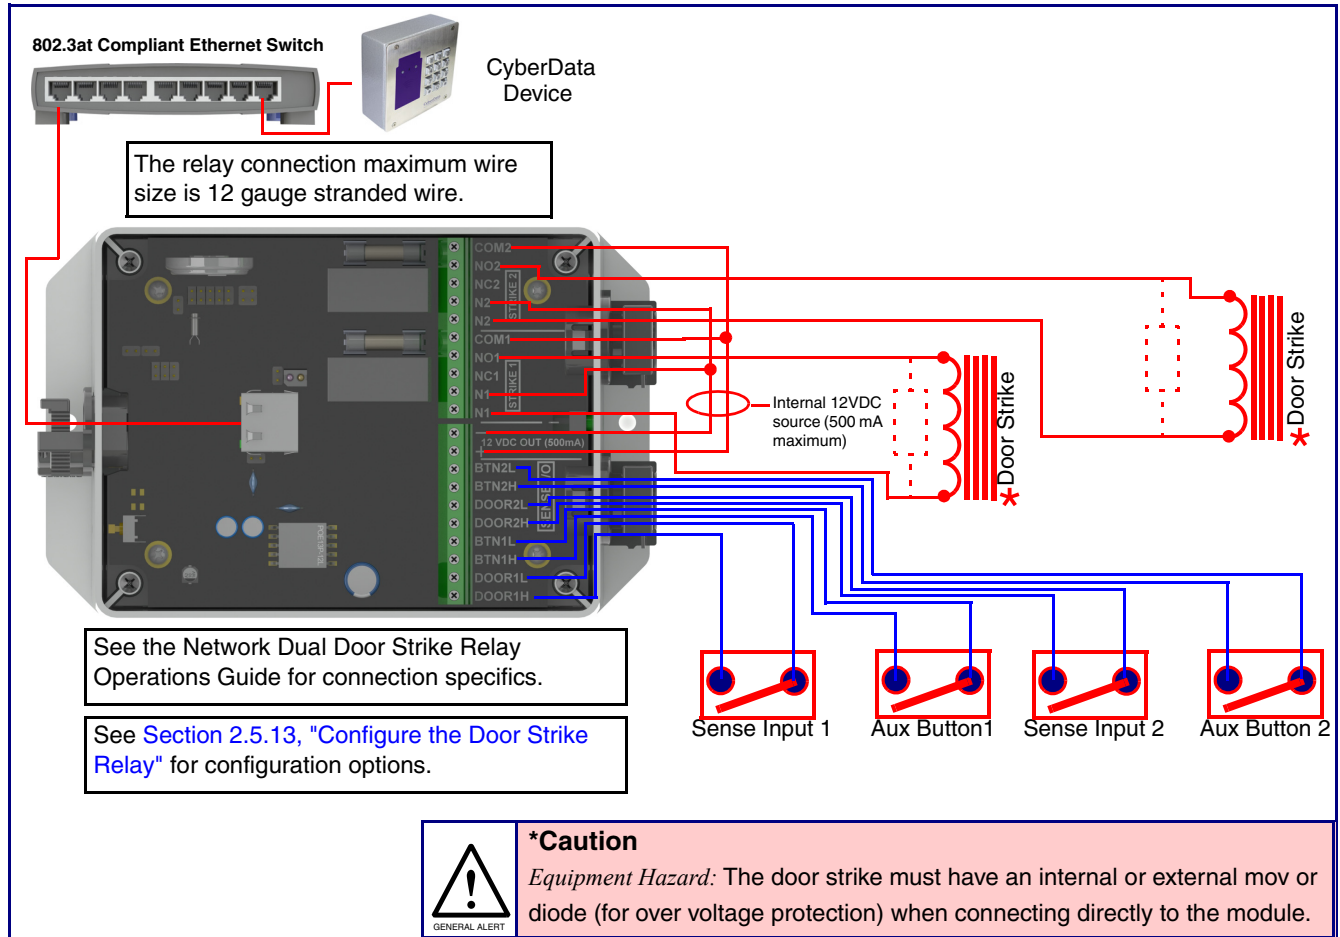 802.3at Compliant Ethernet Switch
CyberData
Device
The relay connection maximum wire
size is 12 gauge stranded wire.
COM2
NO2
NC2
N2
N2
STRIKE 2
COM1
NO1
NC1
N1
N1
STRIKE 1
12 VDC OUT (500mA)
+
BTN2L
BTN2H
DOOR2L
DOOR2H
BTN1L
BTN1H
DOOR1L
DOOR1H
Internal 12VDC
source (500 mA
maximum)
*Door Strike
*Door Strike
See the Network Dual Door Strike Relay
Operations Guide for connection specifics.
See Section 2.5.13, "Configure the Door Strike
Relay" for configuration options.
Sense Input 1
Aux Button1
Sense Input 2
Aux Button 2
GENERAL ALERT
*Caution
Equipment Hazard: The door strike must have an internal or external mov or
diode (for over voltage protection) when connecting directly to the module.